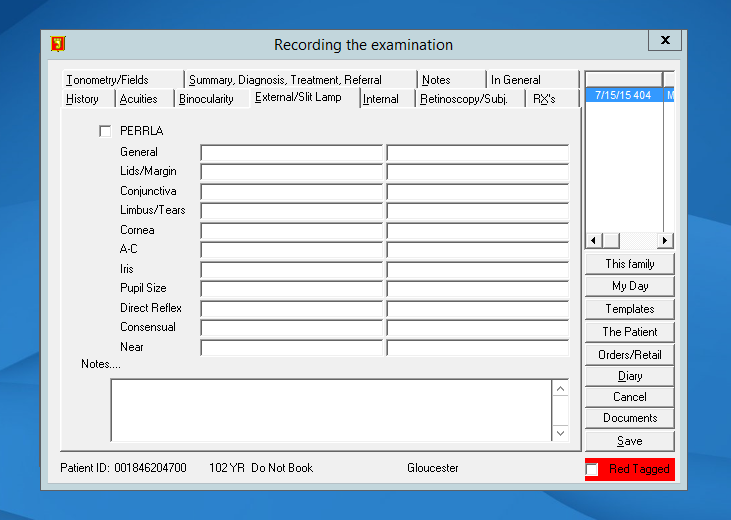 Recording the examination
x
Tonometry/Fields Summary, Diagnosis, Treatment, Referral Notes In General
History Acuities Binocularity External/Slit Lamp Internal Retinoscopy/Subj. RX's
7/15/15 404 M
PERRLA
General
Lids/Margin
Conjunctiva
Limbus/Tears
Cornea
A-C
Iris
Pupil Size
Direct Reflex
Consensual
Near
Notes....
This family
My Day
Templates
The Patient
Orders/Retail
Diary
Cancel
Documents
Save
Patient ID: 001846204700 102 YR Do Not Book Gloucester
Red Tagged